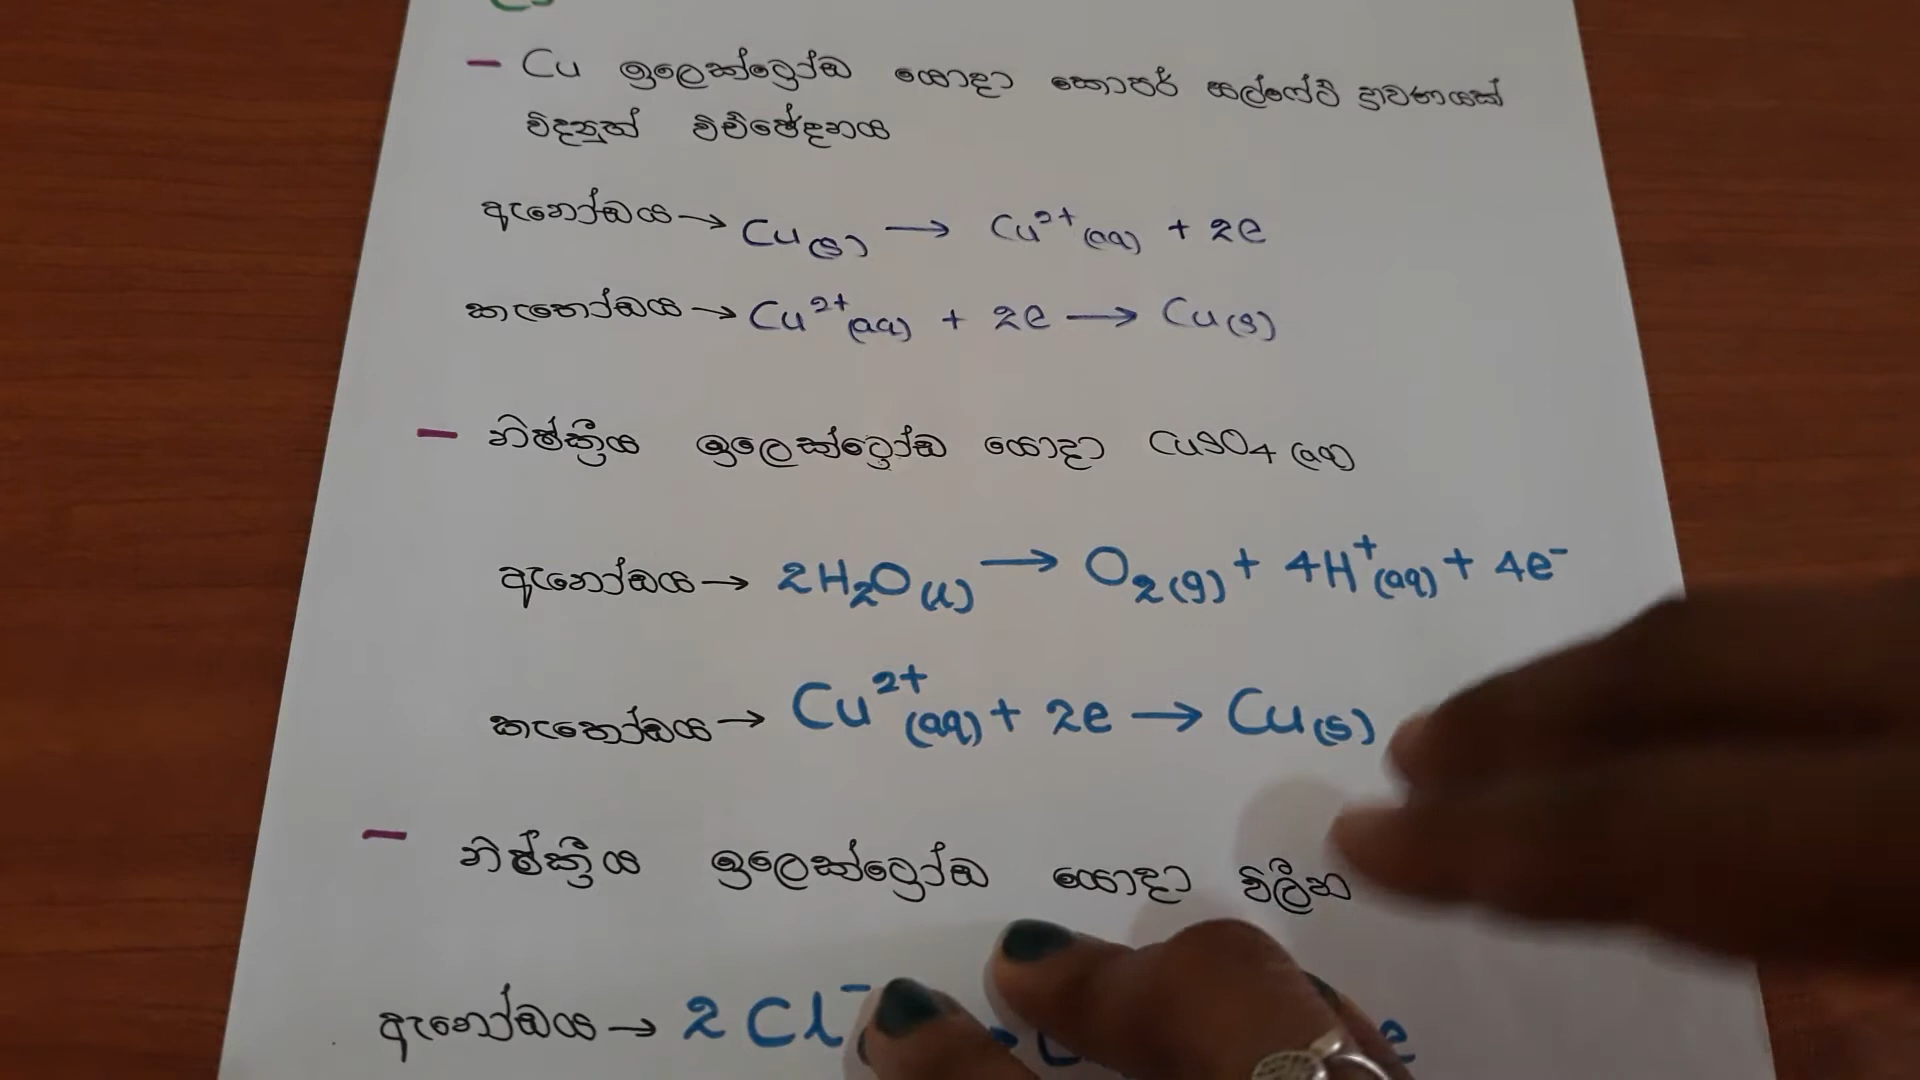 - Cu ඉලෙක්ට්‍රෝඩ යොදා කොපර් සල්ෆේට් ද්‍රාවණයක්
විද්‍යුත් විච්ඡේදනය
ඇනෝඩය → Cu(s) → Cu²⁺(aq) + 2e
කැතෝඩය → Cu²⁺(aq) + 2e → Cu(s)
- නිෂ්ක්‍රීය ඉලෙක්ට්‍රෝඩ යොදා CuSO₄(aq)
ඇනෝඩය → 2H₂O(l) → O₂(g) + 4H⁺(aq) + 4e⁻
කැතෝඩය → Cu²⁺(aq) + 2e → Cu(s)
- නිෂ්ක්‍රීය ඉලෙක්ට්‍රෝඩ යොදා විලීන
ඇනෝඩය → 2Cl⁻